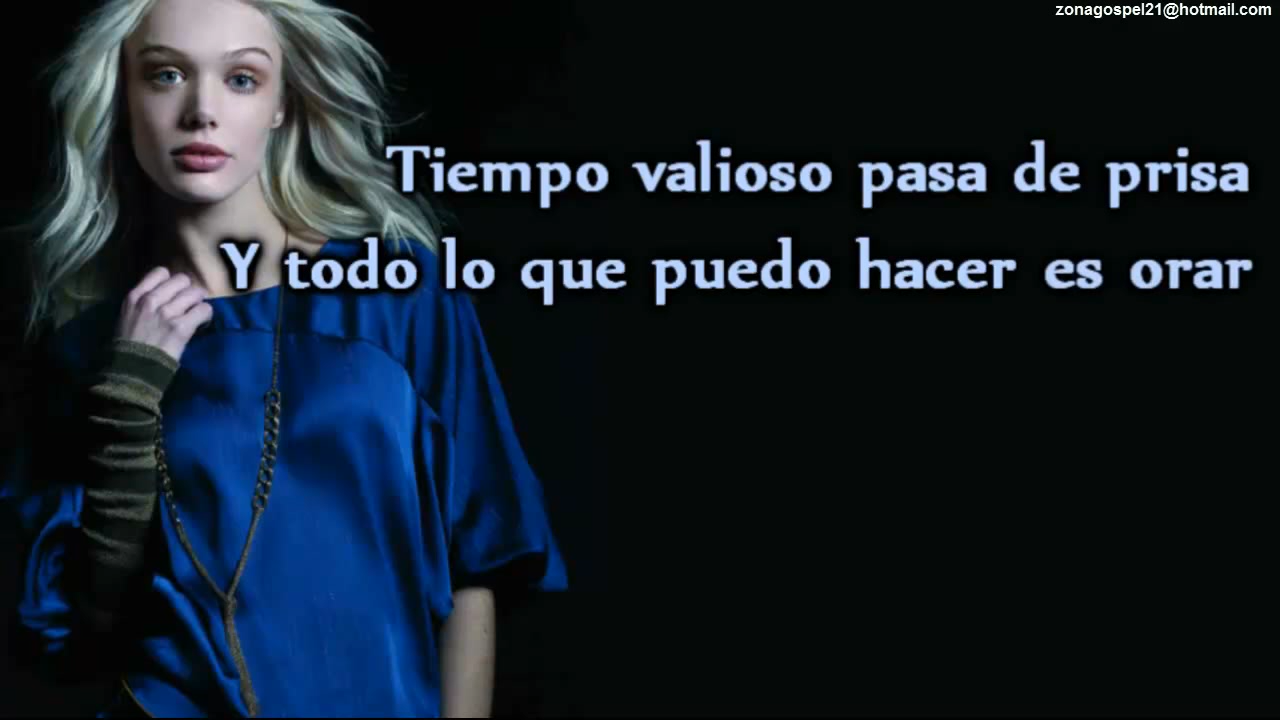 zonagospel21@hotmail.com
Tiempo valioso pasa de prisa
Y todo lo que puedo hacer es orar